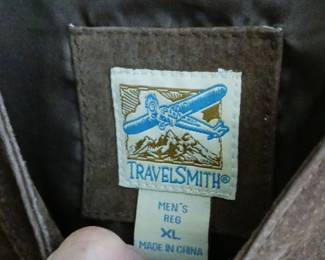 TRAVELSMITH®
MEN'S
REG
XL
MADE IN CHINA